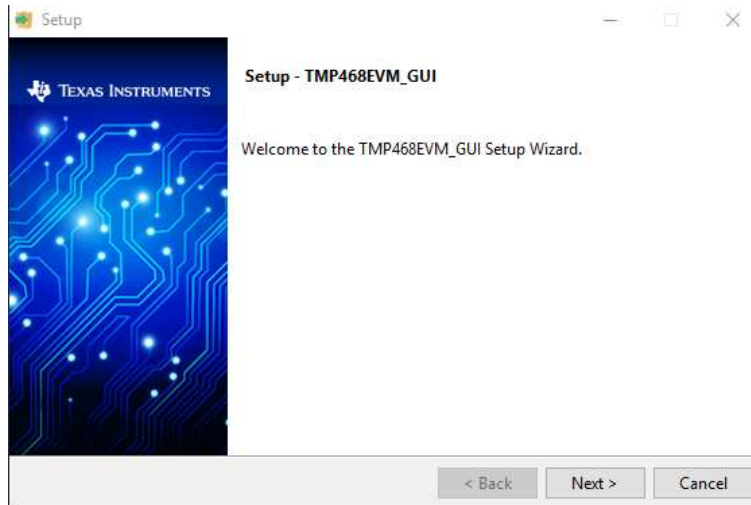 Setup
TEXAS INSTRUMENTS
Setup - TMP468EVM_GUI
Welcome to the TMP468EVM_GUI Setup Wizard.
< Back Next > Cancel